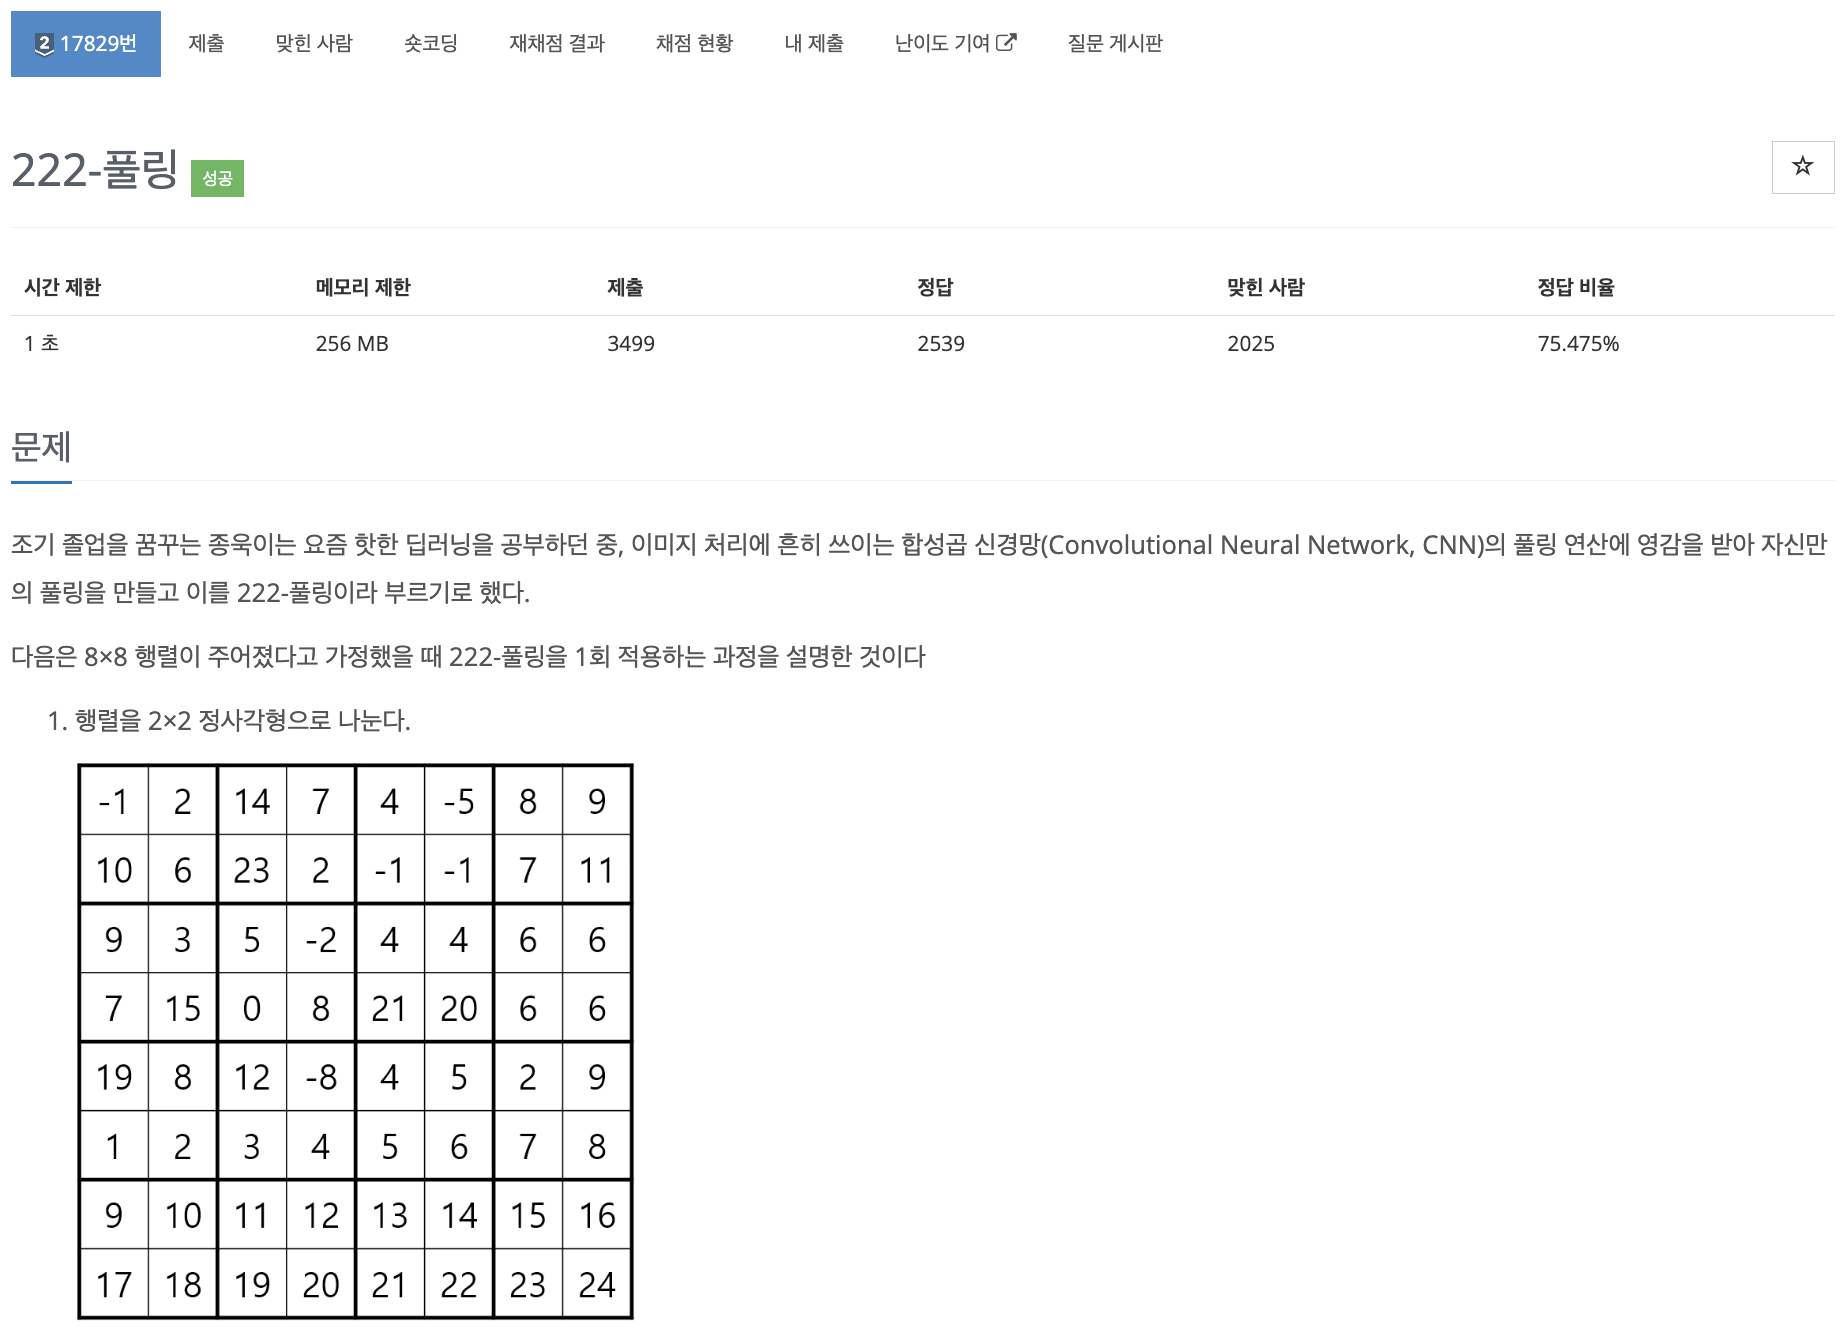 2 17829번 제출 맞힌 사람 숏코딩 재채점 결과 채점 현황 내 제출 난이도 기여 질문 게시판
222-풀링 성공
시간 제한 메모리 제한 제출 정답 맞힌 사람 정답 비율
1 초 256 MB 3499 2539 2025 75.475%
문제
조기 졸업을 꿈꾸는 종욱이는 요즘 핫한 딥러닝을 공부하던 중, 이미지 처리에 흔히 쓰이는 합성곱 신경망(Convolutional Neural Network, CNN)의 풀링 연산에 영감을 받아 자신만
의 풀링을 만들고 이를 222-풀링이라 부르기로 했다.
다음은 8×8 행렬이 주어졌다고 가정했을 때 222-풀링을 1회 적용하는 과정을 설명한 것이다
1. 행렬을 2×2 정사각형으로 나눈다.
-1 2 14 7 4 -5 8 9
10 6 23 2 -1 -1 7 11
9 3 5 -2 4 4 6 6
7 15 0 8 21 20 6 6
19 8 12 -8 4 5 2 9
1 2 3 4 5 6 7 8
9 10 11 12 13 14 15 16
17 18 19 20 21 22 23 24